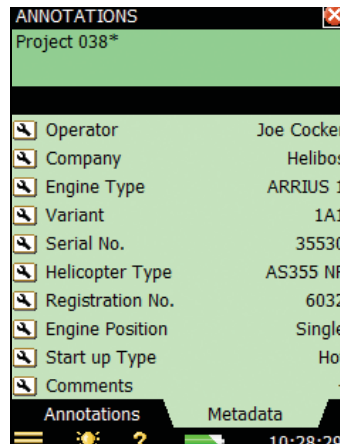 ANNOTATIONS
Project 038*
Operator Joe Cocker
Company Helibos
Engine Type ARRIUS 1
Variant 1A1
Serial No. 35530
Helicopter Type AS355 NF
Registration No. 6032
Engine Position Single
Start up Type Ho
Comments -
Annotations Metadata
? 10:28:29